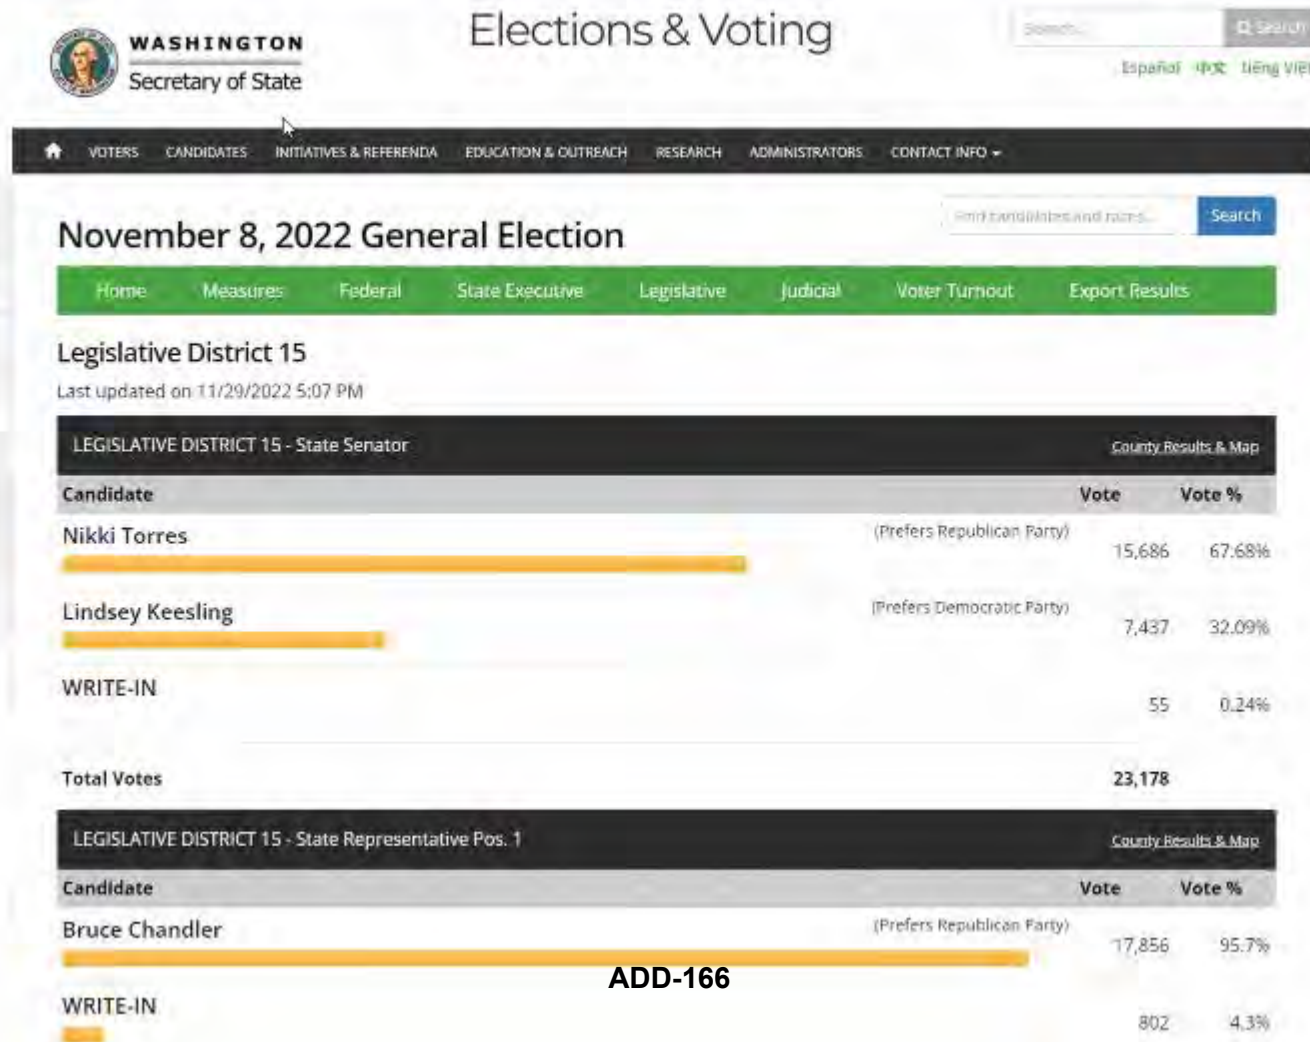 WASHINGTON
Secretary of State
Elections & Voting
Search...
Search
Español 中文 tiếng Việt
VOTERS CANDIDATES INITIATIVES & REFERENDA EDUCATION & OUTREACH RESEARCH ADMINISTRATORS CONTACT INFO
November 8, 2022 General Election
Find candidates and races...
Search
Home Measures Federal State Executive Legislative Judicial Voter Turnout Export Results
Legislative District 15
Last updated on 11/29/2022 5:07 PM
LEGISLATIVE DISTRICT 15 - State Senator County Results & Map
Candidate Vote Vote %
Nikki Torres (Prefers Republican Party) 15,686 67.68%
Lindsey Keesling (Prefers Democratic Party) 7,437 32.09%
WRITE-IN 55 0.24%
Total Votes 23,178
LEGISLATIVE DISTRICT 15 - State Representative Pos. 1 County Results & Map
Candidate Vote Vote %
Bruce Chandler (Prefers Republican Party) 17,856 95.7%
ADD-166
WRITE-IN 802 4.3%